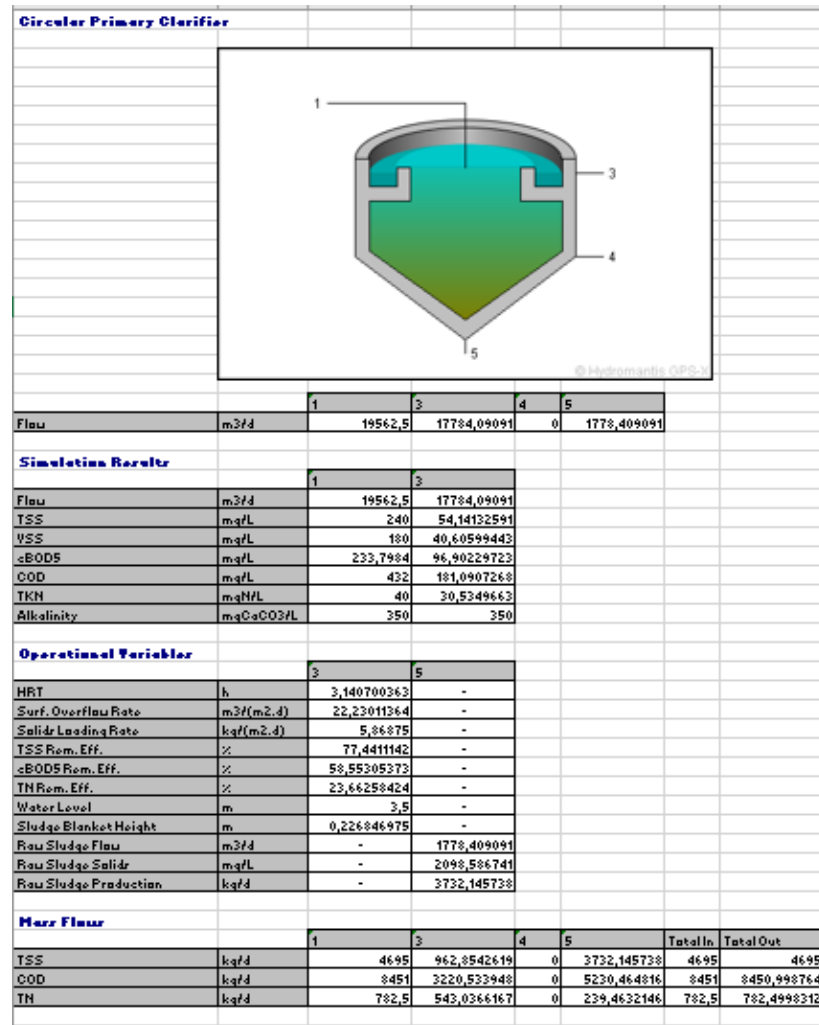 Circular Primary Clarifier
1
3
4
5
© Hydromantis GPS-X
1 3 4 5
Flow m3/d 19562,5 17784,09091 0 1778,409091
Simulation Results
1 3
Flow m3/d 19562,5 17784,09091
TSS mg/L 240 54,14132591
VSS mg/L 180 40,60599443
cBOD5 mg/L 233,7984 96,90229723
COD mg/L 432 181,0907268
TKN mgN/L 40 30,5349663
Alkalinity mgCaCO3/L 350 350
Operational Variables
3 5
HRT h 3,140700363 -
Surf. Overflow Rate m3/(m2.d) 22,23011364 -
Solids Loading Rate kg/(m2.d) 5,86875 -
TSS Rem. Eff. % 77,4411142 -
cBOD5 Rem. Eff. % 58,55305373 -
TN Rem. Eff. % 23,66258424 -
Water Level m 3,5 -
Sludge Blanket Height m 0,226846975 -
Raw Sludge Flow m3/d - 1778,409091
Raw Sludge Solids mg/L - 2098,586741
Raw Sludge Production kg/d - 3732,145738
Mass Flows
1 3 4 5 Total In Total Out
TSS kg/d 4695 962,8542619 0 3732,145738 4695 4695
COD kg/d 8451 3220,533948 0 5230,464816 8451 8450,998764
TN kg/d 782,5 543,0366167 0 239,4632146 782,5 782,4998312